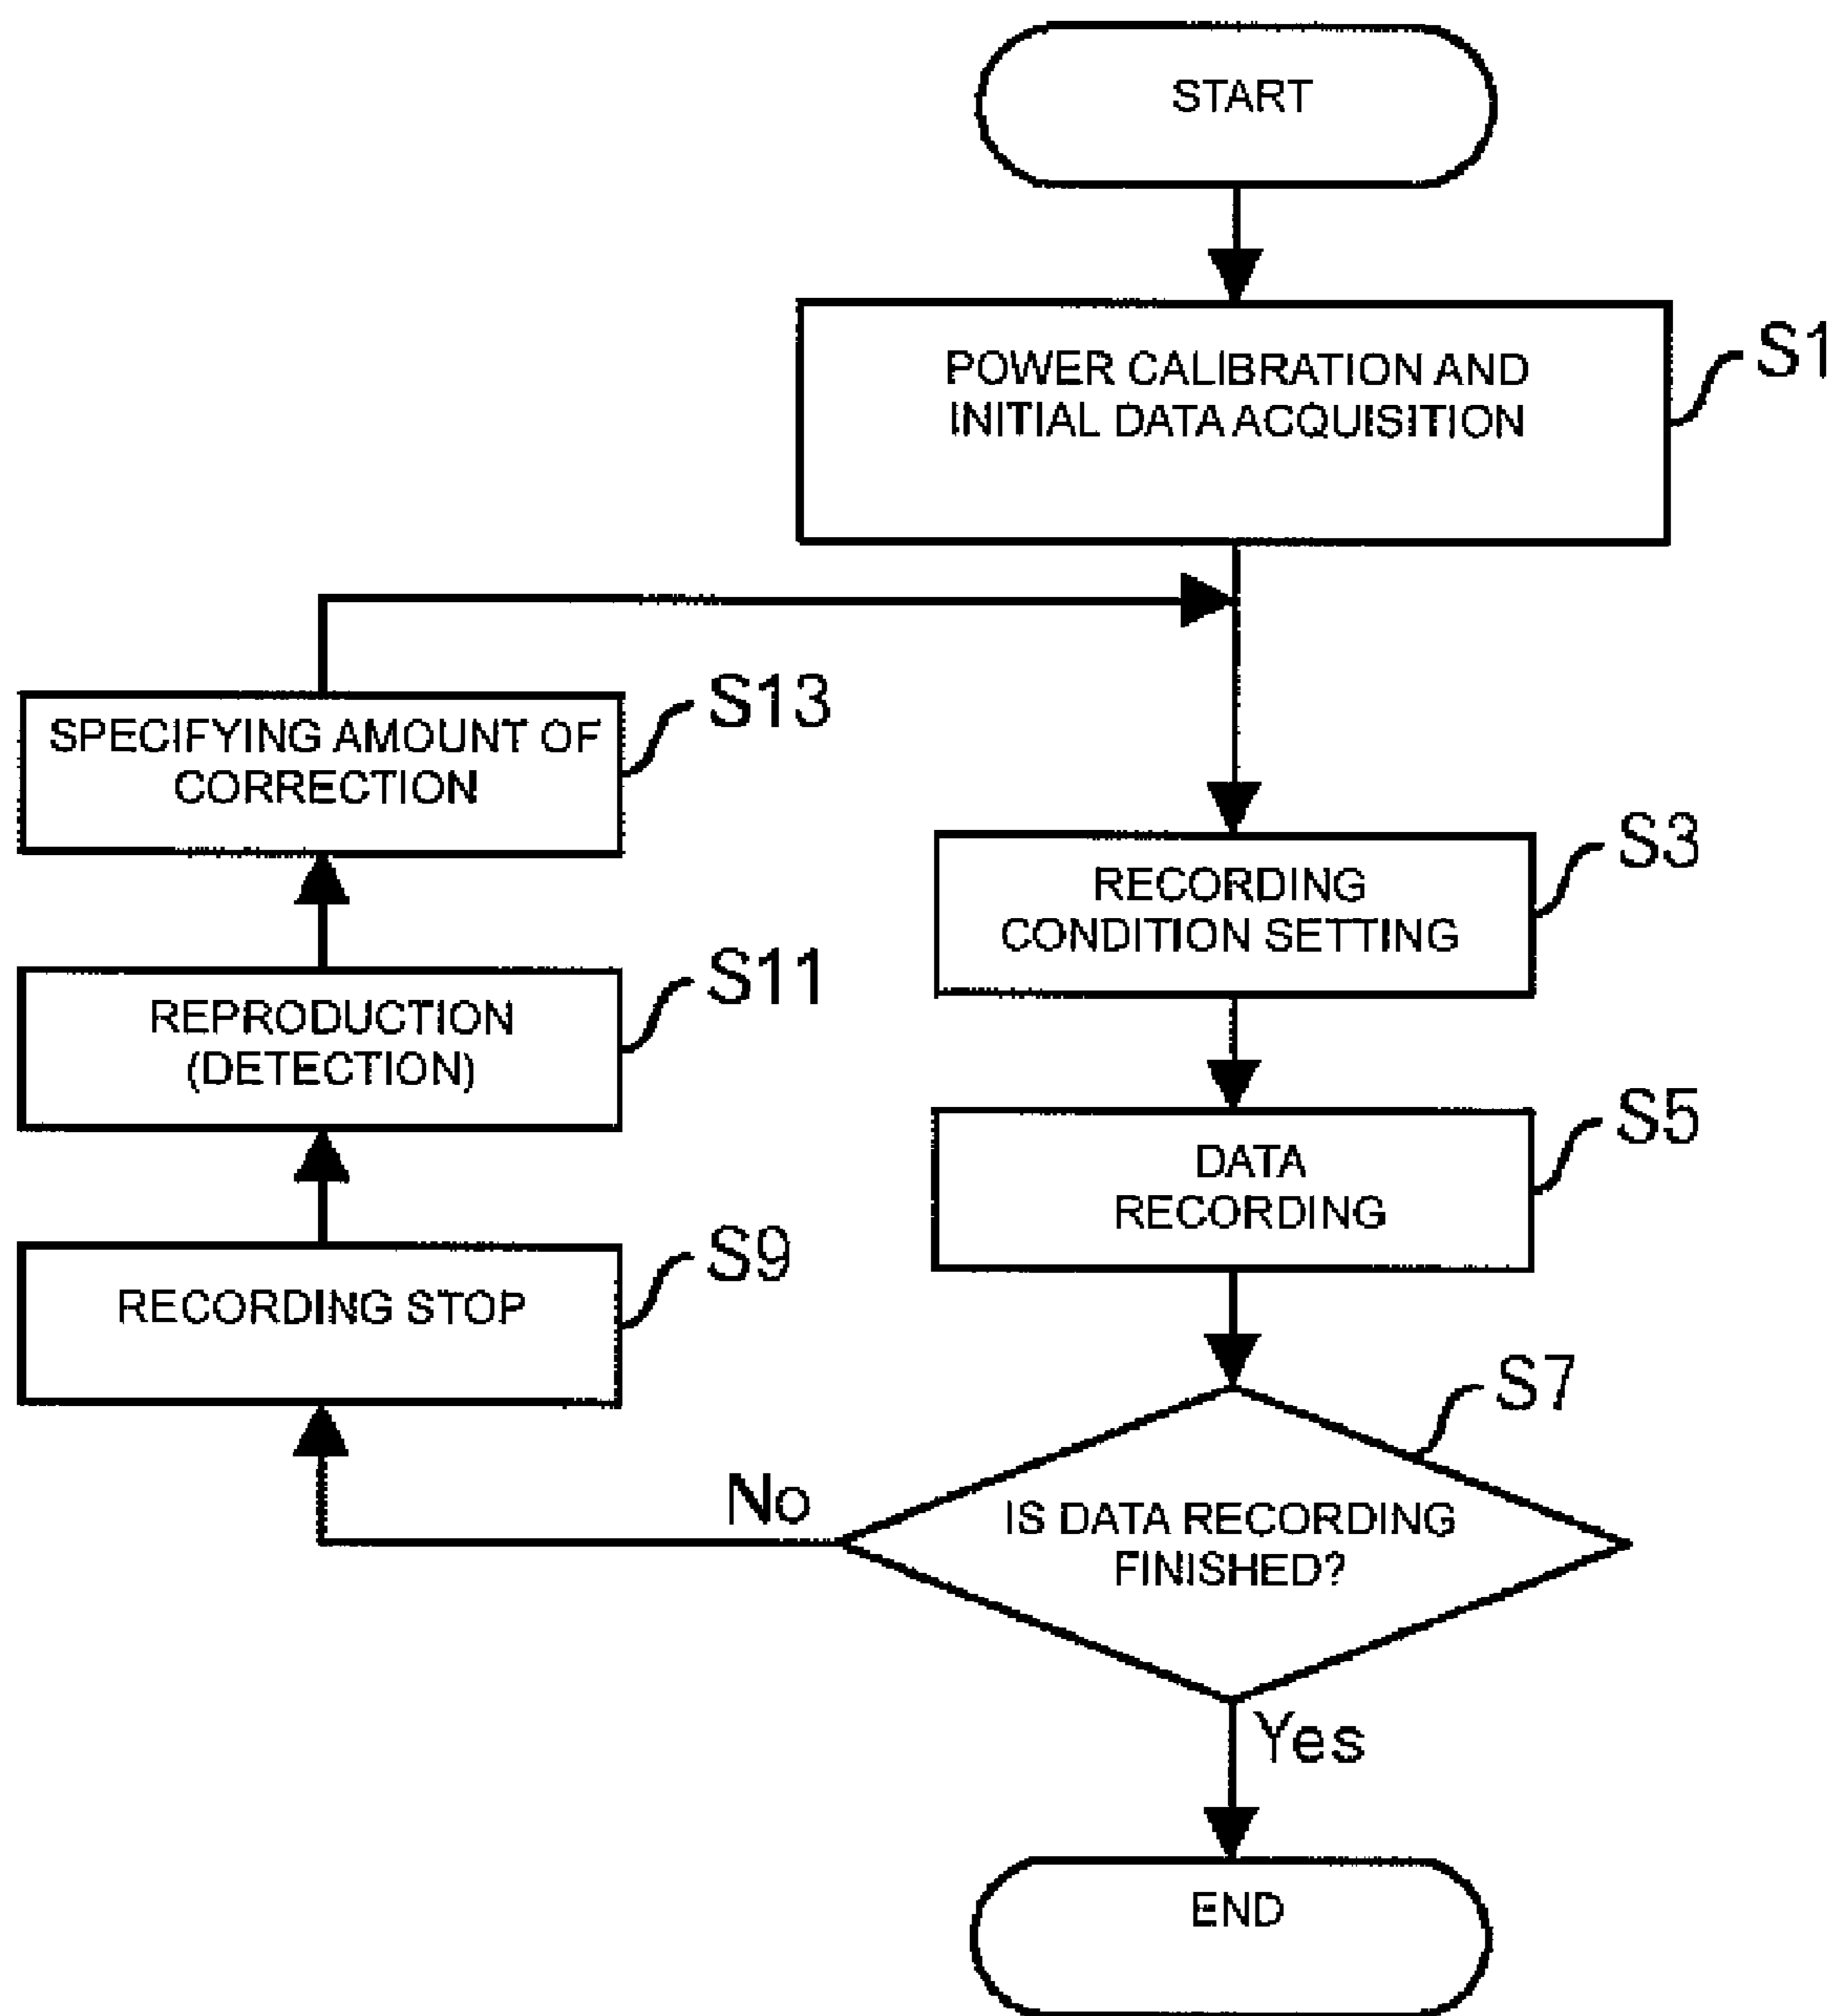 START
POWER CALIBRATION AND
INITIAL DATA ACQUISITION
S1
SPECIFYING AMOUNT OF
CORRECTION
S13
RECORDING
CONDITION SETTING
S3
REPRODUCTION
(DETECTION)
S11
DATA
RECORDING
S5
RECORDING STOP
S9
S7
IS DATA RECORDING
FINISHED?
No
Yes
END